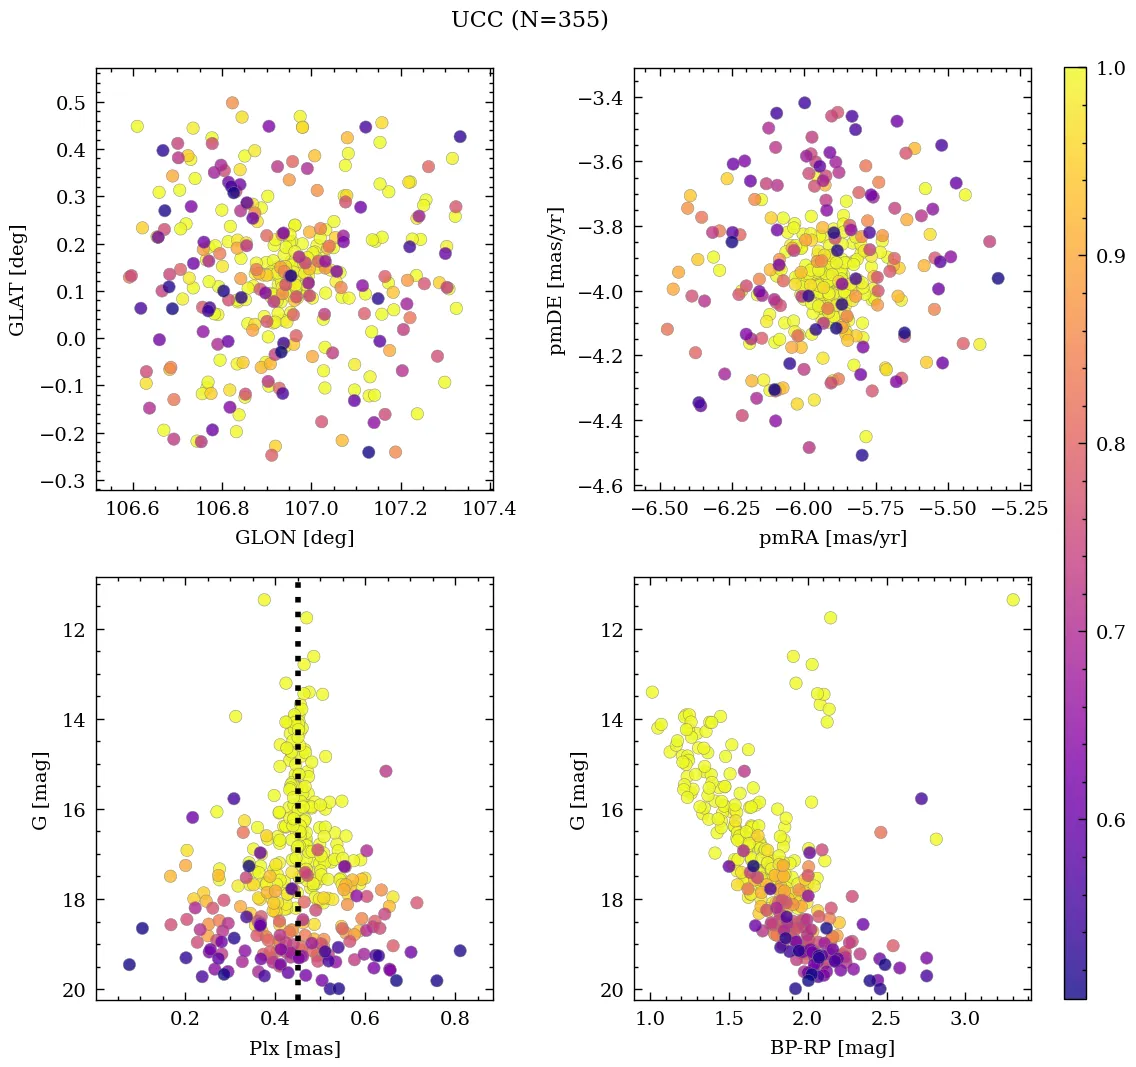 UCC (N=355)
0.5
0.4
0.3
0.2
0.1
0.0
−0.1
−0.2
−0.3
GLAT [deg]
106.6 106.8 107.0 107.2 107.4
GLON [deg]
−3.4
−3.6
−3.8
−4.0
−4.2
−4.4
−4.6
pmDE [mas/yr]
−6.50 −6.25 −6.00 −5.75 −5.50 −5.25
pmRA [mas/yr]
12
14
16
18
20
G [mag]
0.2 0.4 0.6 0.8
Plx [mas]
12
14
16
18
20
G [mag]
1.0 1.5 2.0 2.5 3.0
BP-RP [mag]
1.0
0.9
0.8
0.7
0.6